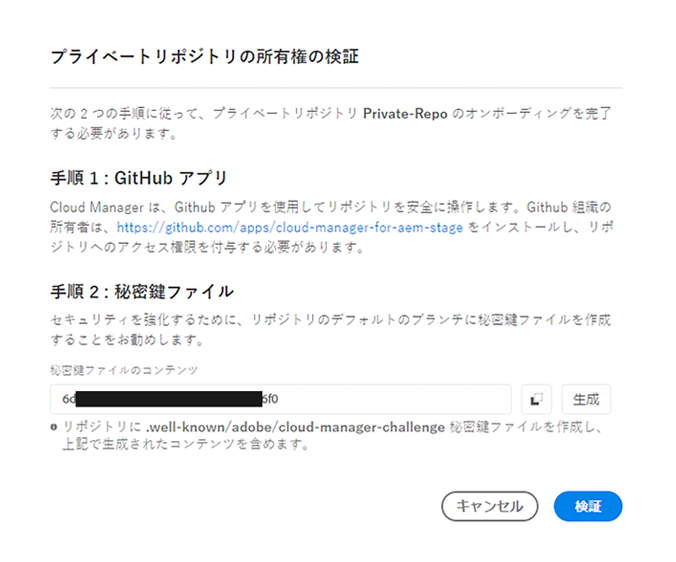 プライベートリポジトリの所有権の検証
次の 2 つの手順に従って、プライベートリポジトリ Private-Repo のオンボーディングを完了
する必要があります。
手順 1 : GitHub アプリ
Cloud Manager は、Github アプリを使用してリポジトリを安全に操作します。Github 組織の
所有者は、https://github.com/apps/cloud-manager-for-aem-stage をインストールし、リポ
ジトリへのアクセス権限を付与する必要があります。
手順 2 : 秘密鍵ファイル
セキュリティを強化するために、リポジトリのデフォルトのブランチに秘密鍵ファイルを作成
することをお勧めします。
秘密鍵ファイルのコンテンツ
6d 6f0
生成
リポジトリに .well-known/adobe/cloud-manager-challenge 秘密鍵ファイルを作成し、
上記で生成されたコンテンツを含めます。
キャンセル
検証